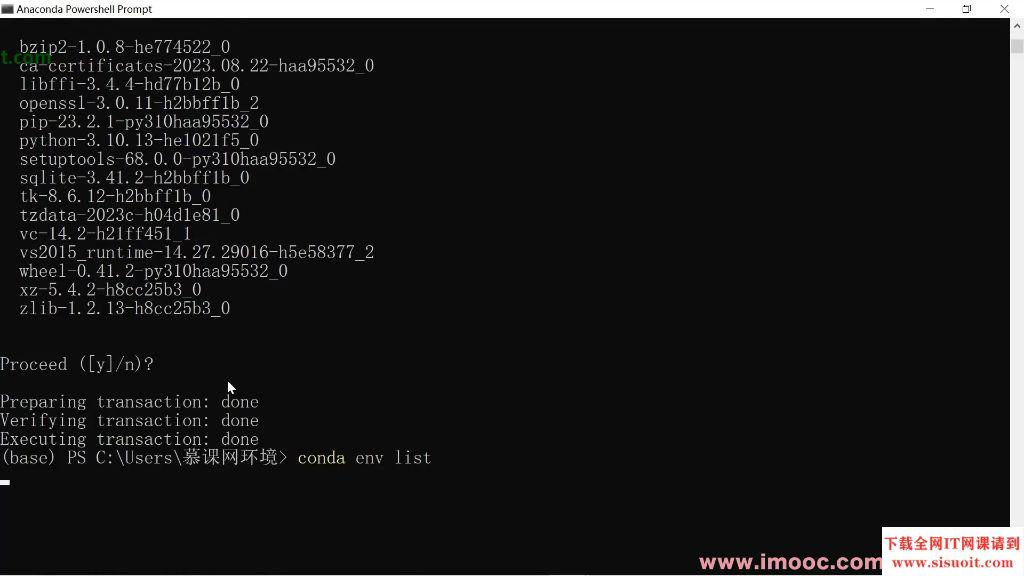 Anaconda Powershell Prompt
bzip2-1.0.8-he774522_0
t.com
ca-certificates-2023.08.22-haa95532_0
libffi-3.4.4-hd77b12b_0
openssl-3.0.11-h2bbff1b_2
pip-23.2.1-py310haa95532_0
python-3.10.13-he1021f5_0
setuptools-68.0.0-py310haa95532_0
sqlite-3.41.2-h2bbff1b_0
tk-8.6.12-h2bbff1b_0
tzdata-2023c-h04d1e81_0
vc-14.2-h21ff451_1
vs2015_runtime-14.27.29016-h5e58377_2
wheel-0.41.2-py310haa95532_0
xz-5.4.2-h8cc25b3_0
zlib-1.2.13-h8cc25b3_0
Proceed ([y]/n)?
Preparing transaction: done
Verifying transaction: done
Executing transaction: done
(base) PS C:\Users\慕课网环境> conda env list
下载全网IT网课请到
www.imooc.com
www.sisuoit.com